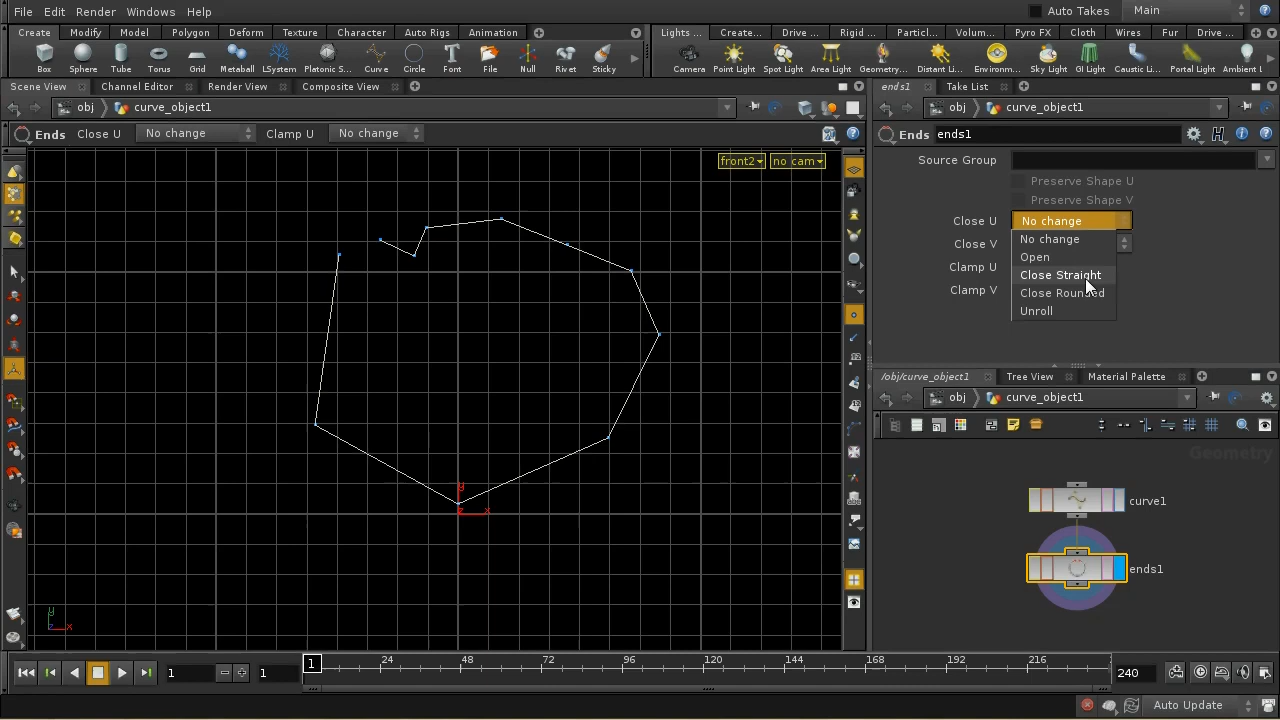 File Edit Render Windows Help
Auto Takes Main
Create Modify Model Polygon Deform Texture Character Auto Rigs Animation
Lights ... Create... Drive ... Rigid ... Particl... Volum... Pyro FX Cloth Wires Fur Drive ...
Box Sphere Tube Torus Grid Metaball LSystem Platonic ... Curve Circle Font File Null Rivet Sticky
Camera Point Light Spot Light Area Light Geometry... Distant Li... Environm... Sky Light GI Light Caustic Li... Portal Light Ambient L
Scene View Channel Editor Render View Composite View
ends1 Take List
obj curve_object1
obj curve_object1
Ends Close U No change Clamp U No change
Ends ends1
front2 no cam
Source Group
Preserve Shape U
Preserve Shape V
Close U No change
No change
Close V
Open
Clamp U
Close Straight
Clamp V
Close Rounded
Unroll
/obj/curve_object1 Tree View Material Palette
obj curve_object1
Geometry
curve1
ends1
y
x
z
y
x
1 1 1 24 48 72 96 120 144 168 192 216 240
Auto Update